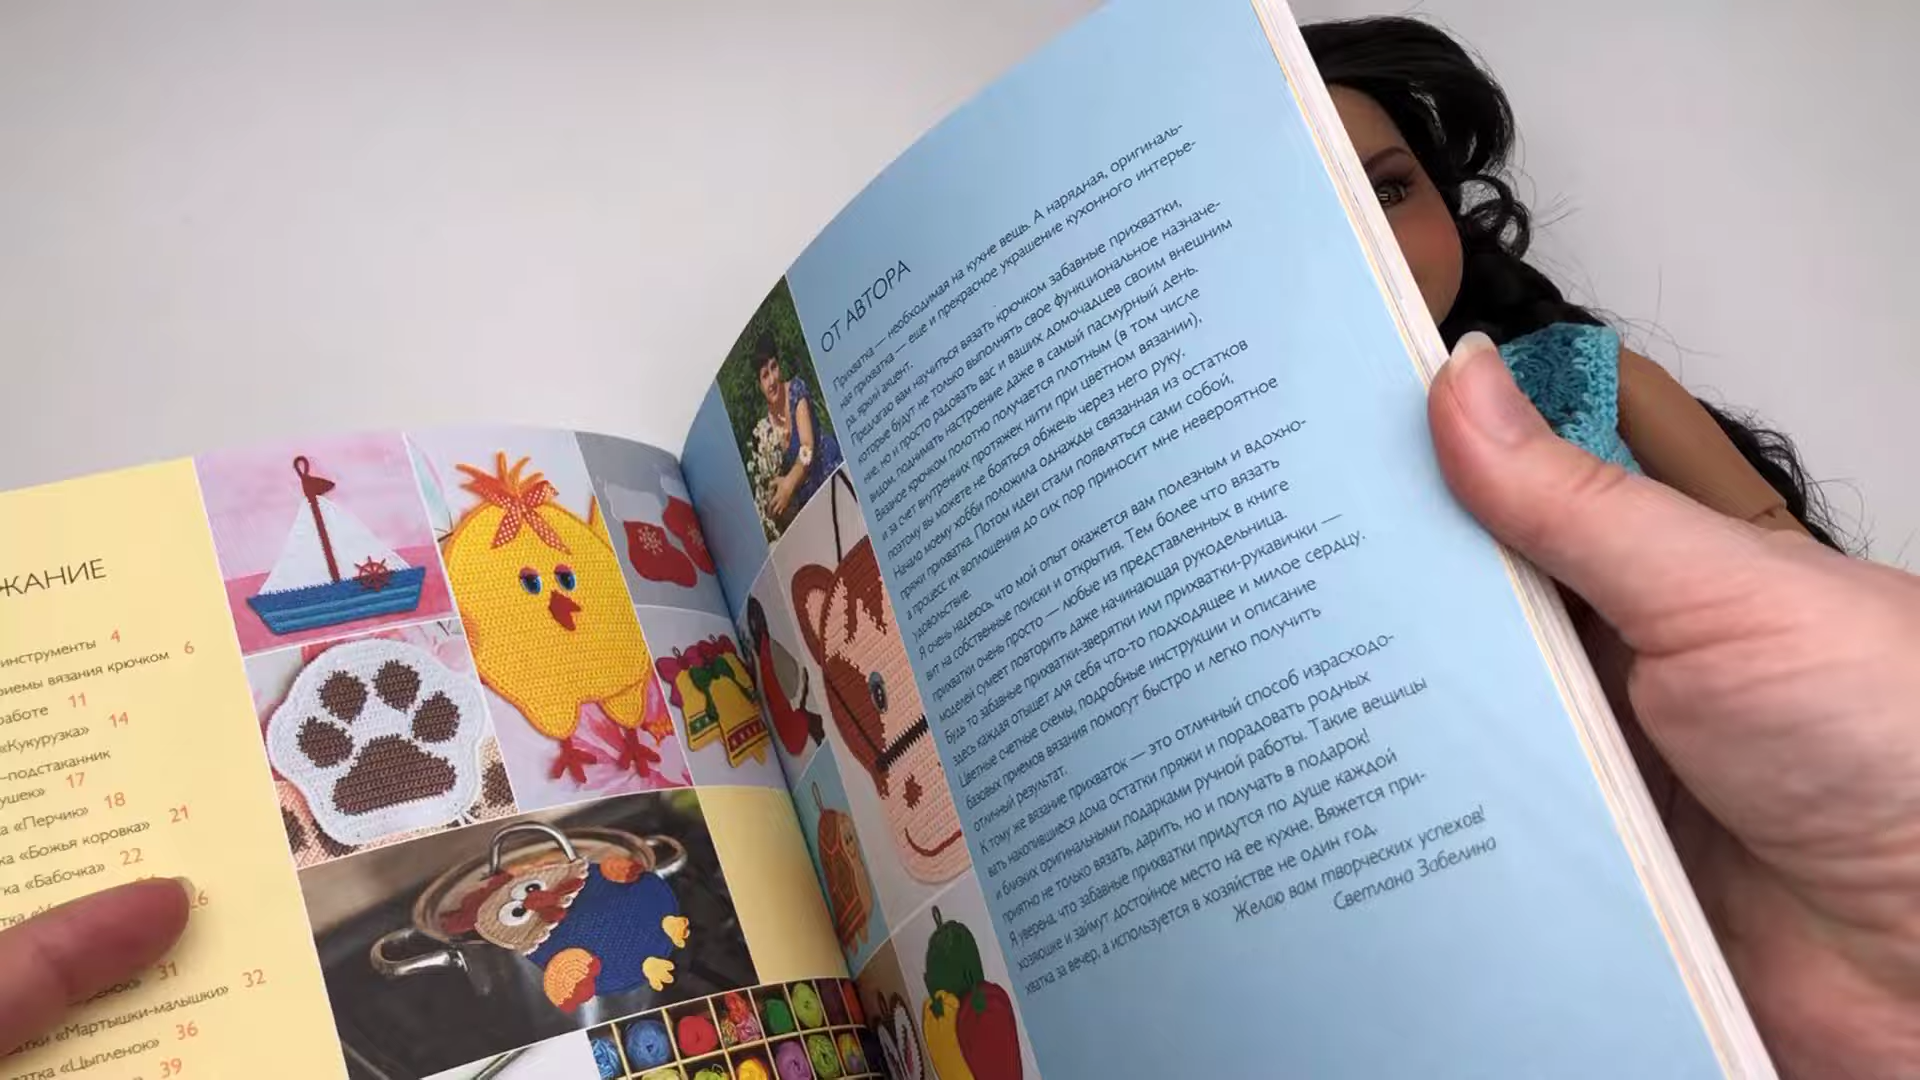 ЖАНИЕ
инструменты 4
риемы вязания крючком 6
работе 11
«Кукурузка» 14
–подстаканник
ушек» 17
ка «Перчик» 18
ка «Божья коровка» 21
тка «Бабочка» 22
26
31
«Мартышки-малышки» 32
ватка «Цыпленою» 36
39
ОТ АВТОРА
Прихватка — необходимая на кухне вещь. А нарядная, оригиналь-
ная прихватка — еще и прекрасное украшение кухонного интерье-
ра, яркий акцент.
Предлагаю вам научиться вязать крючком забавные прихватки,
которые будут не только выполнять свое функциональное назначе-
ние, но и просто радовать вас и ваших домочадцев своим внешним
видом, поднимать настроение даже в самый пасмурный день.
Вязаное крючком полотно получается плотным (в том числе
и за счет внутренних протяжек нити при цветном вязании),
поэтому вы можете не бояться обжечь через него руку.
Начало моему хобби положила однажды связанная из остатков
пряжи прихватка. Потом идеи стали появляться сами собой,
а процесс их воплощения до сих пор приносит мне невероятное
удовольствие.
Я очень надеюсь, что мой опыт окажется вам полезным и вдохно-
вит на собственные поиски и открытия. Тем более что вязать
прихватки очень просто — любые из представленных в книге
моделей сумеет повторить даже начинающая рукодельница.
Будь то забавные прихватки-зверятки или прихватки-рукавички —
здесь каждая отыщет для себя что-то подходящее и милое сердцу.
Цветные счетные схемы, подробные инструкции и описание
базовых приемов вязания помогут быстро и легко получить
отличный результат.
К тому же вязание прихваток — это отличный способ израсходо-
вать накопившиеся дома остатки пряжи и порадовать родных
и близких оригинальными подарками ручной работы. Такие вещицы
приятно не только вязать, дарить, но и получать в подарок!
Я уверена, что забавные прихватки придутся по душе каждой
хозяюшке и займут достойное место на ее кухне. Вяжется при-
хватка за вечер, а используется в хозяйстве не один год.
Желаю вам творческих успехов!
Светлана Забелина